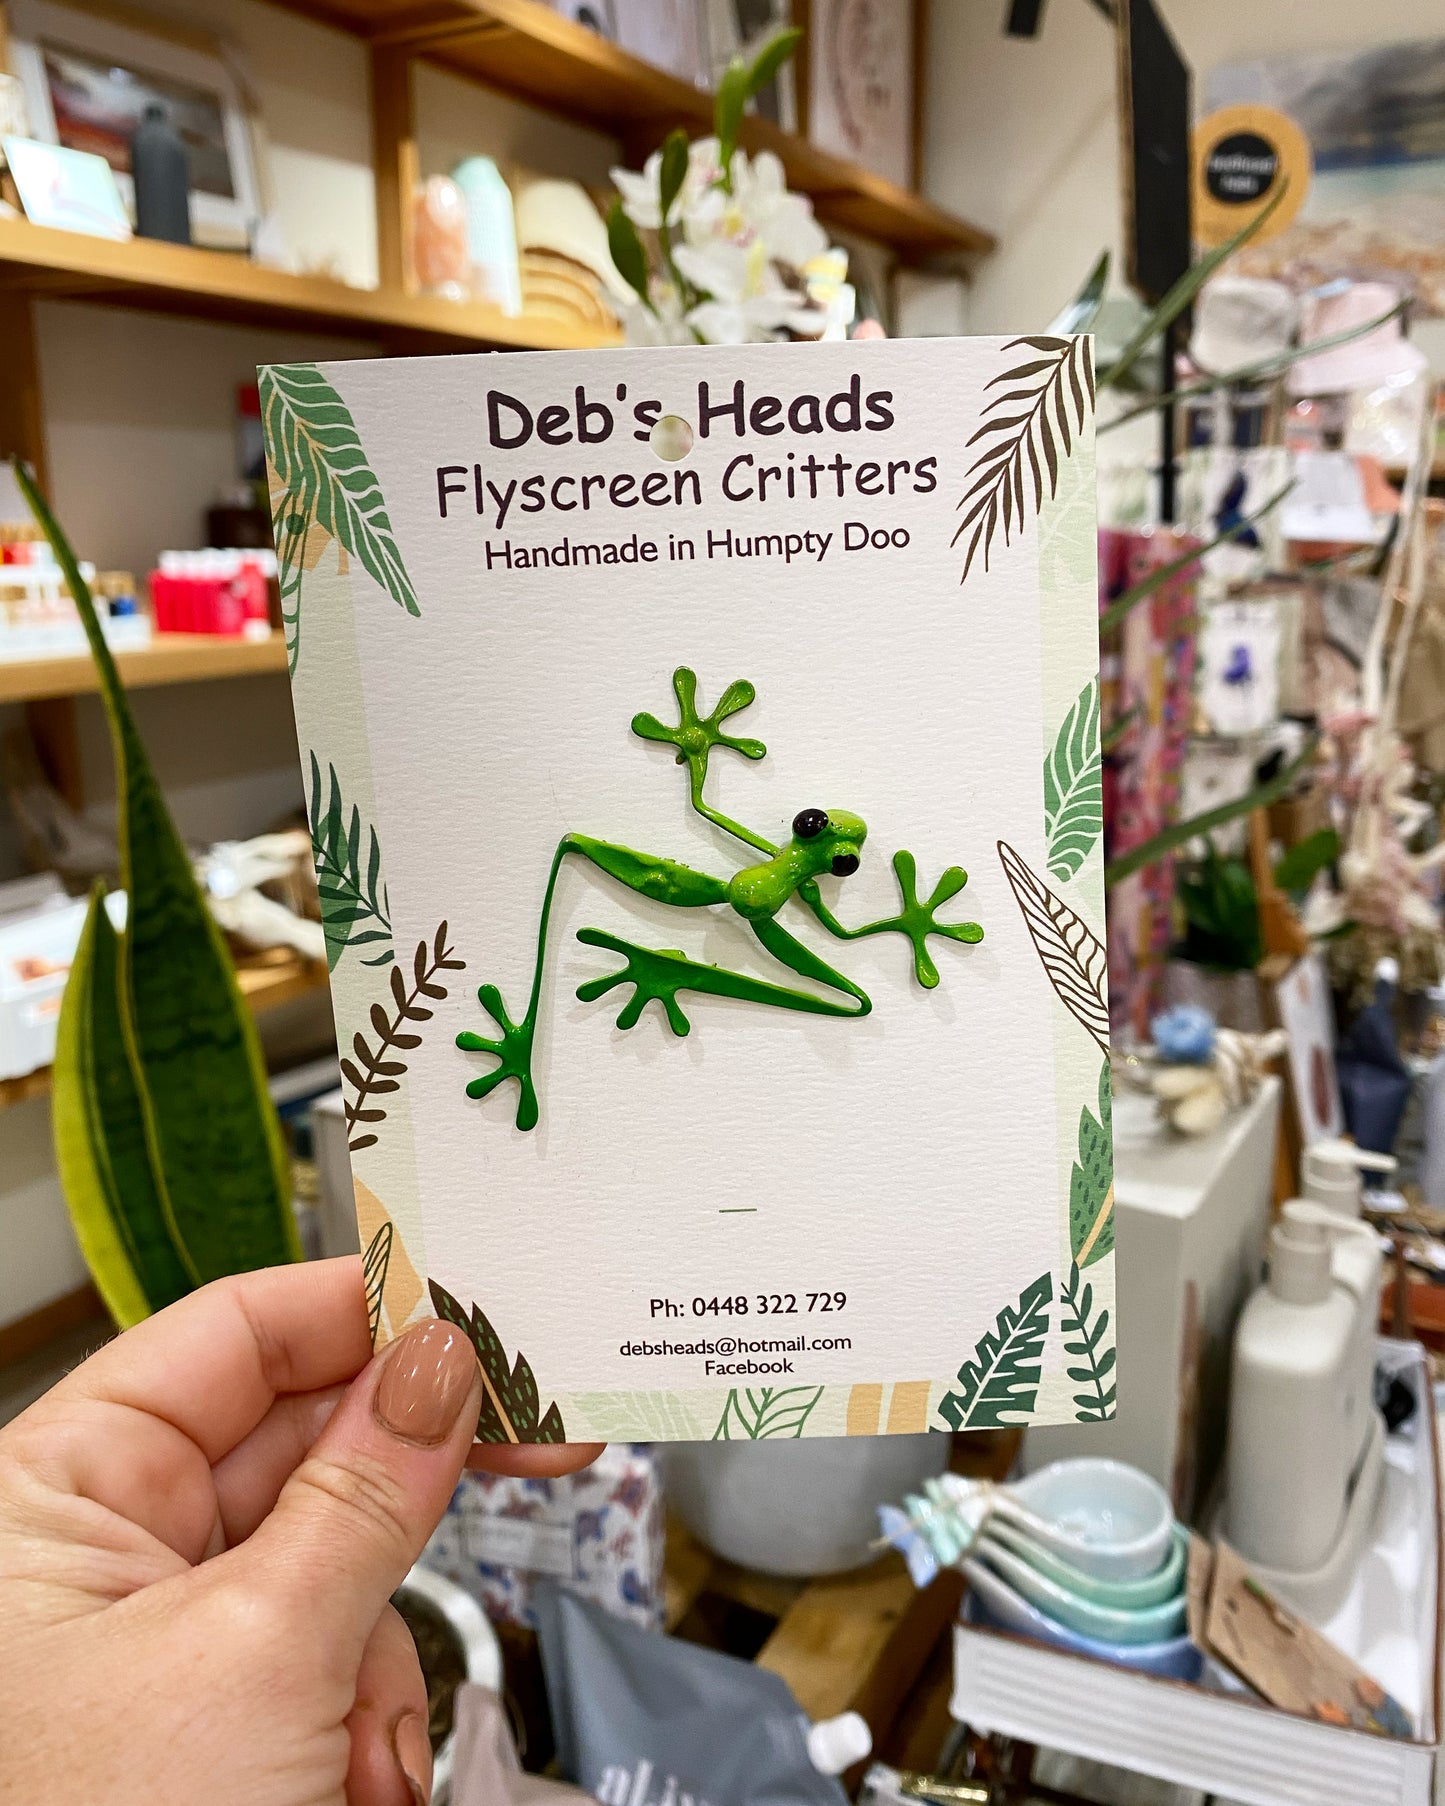 Deb's Heads
Flyscreen Critters
Handmade in Humpty Doo
Ph: 0448 322 729
debsheads@hotmail.com
Facebook